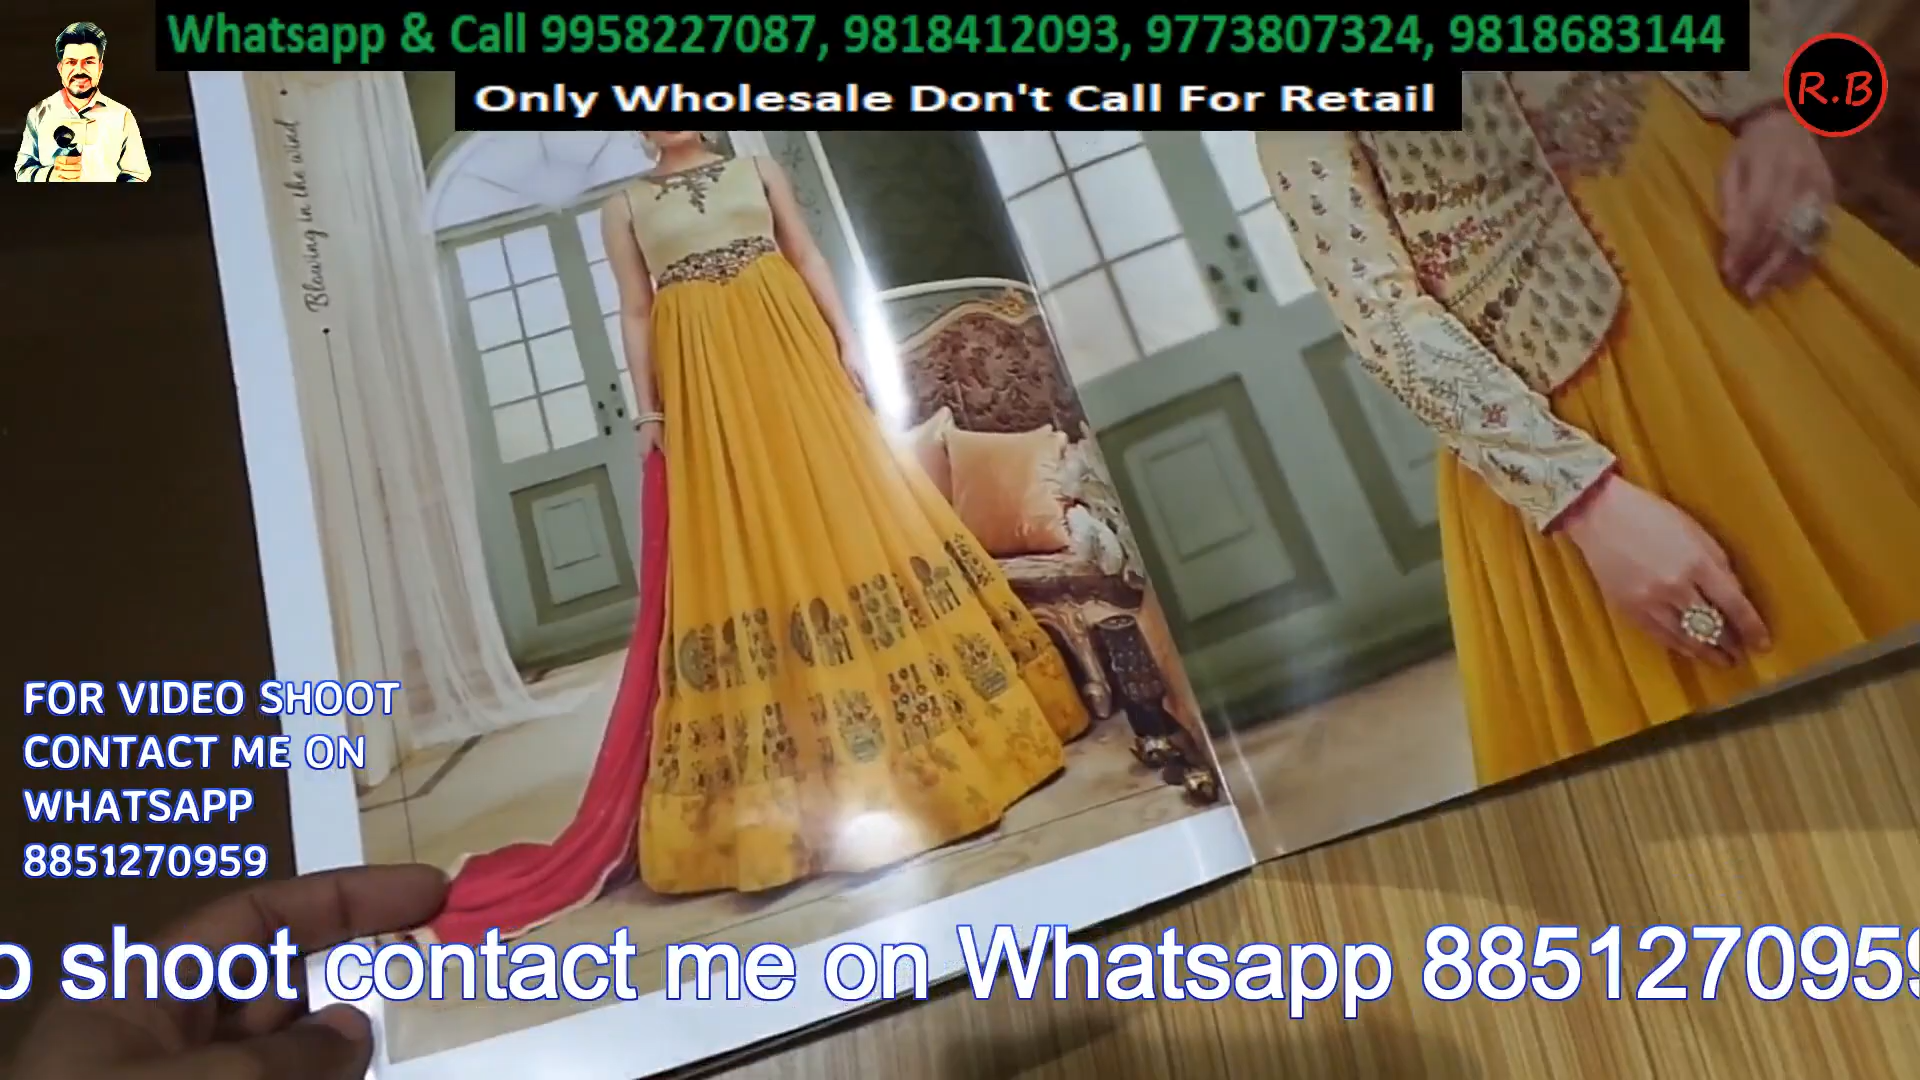 Whatsapp & Call 9958227087, 9818412093, 9773807324, 9818683144
Only Wholesale Don't Call For Retail
R.B
Blowing in the wind
FOR VIDEO SHOOT
CONTACT ME ON
WHATSAPP
8851270959
o shoot contact me on Whatsapp 8851270959